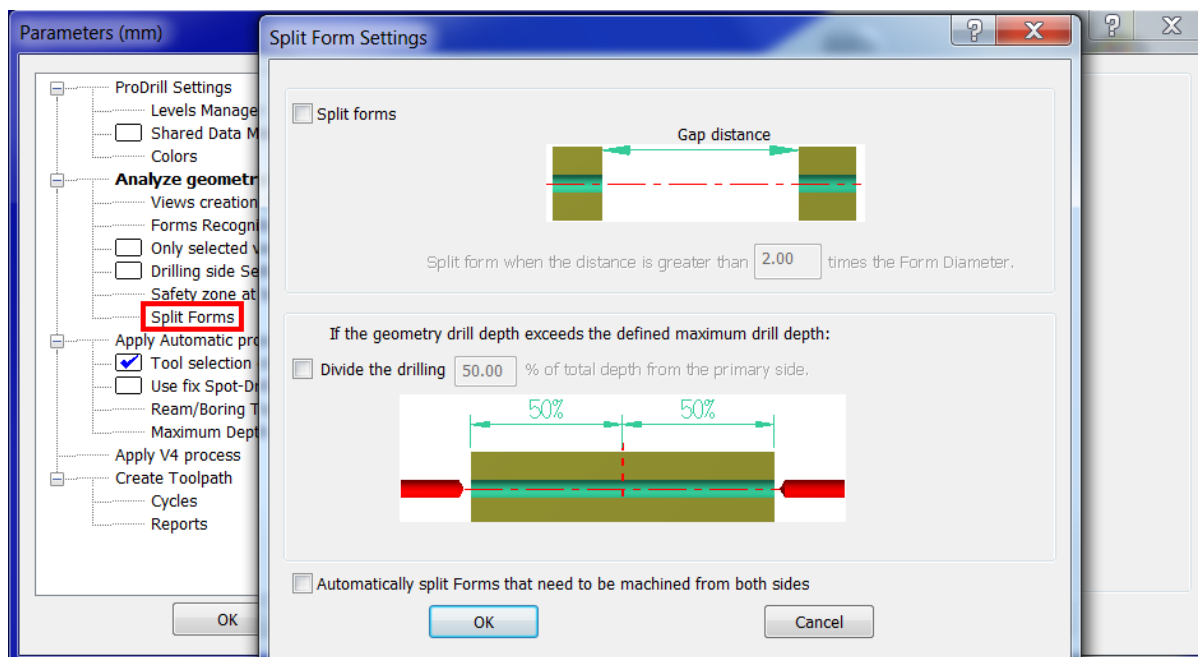 Parameters (mm)
ProDrill Settings
Levels Manage
Shared Data M
Colors
Analyze geometr
Views creation
Forms Recogni
Only selected v
Drilling side Se
Safety zone at
Split Forms
Apply Automatic pro
Tool selection
Use fix Spot-Dr
Ream/Boring T
Maximum Dept
Apply V4 process
Create Toolpath
Cycles
Reports
OK
Split Form Settings
Split forms
Gap distance
Split form when the distance is greater than 2.00 times the Form Diameter.
If the geometry drill depth exceeds the defined maximum drill depth:
Divide the drilling 50.00 % of total depth from the primary side.
50% 50%
Automatically split Forms that need to be machined from both sides
OK Cancel